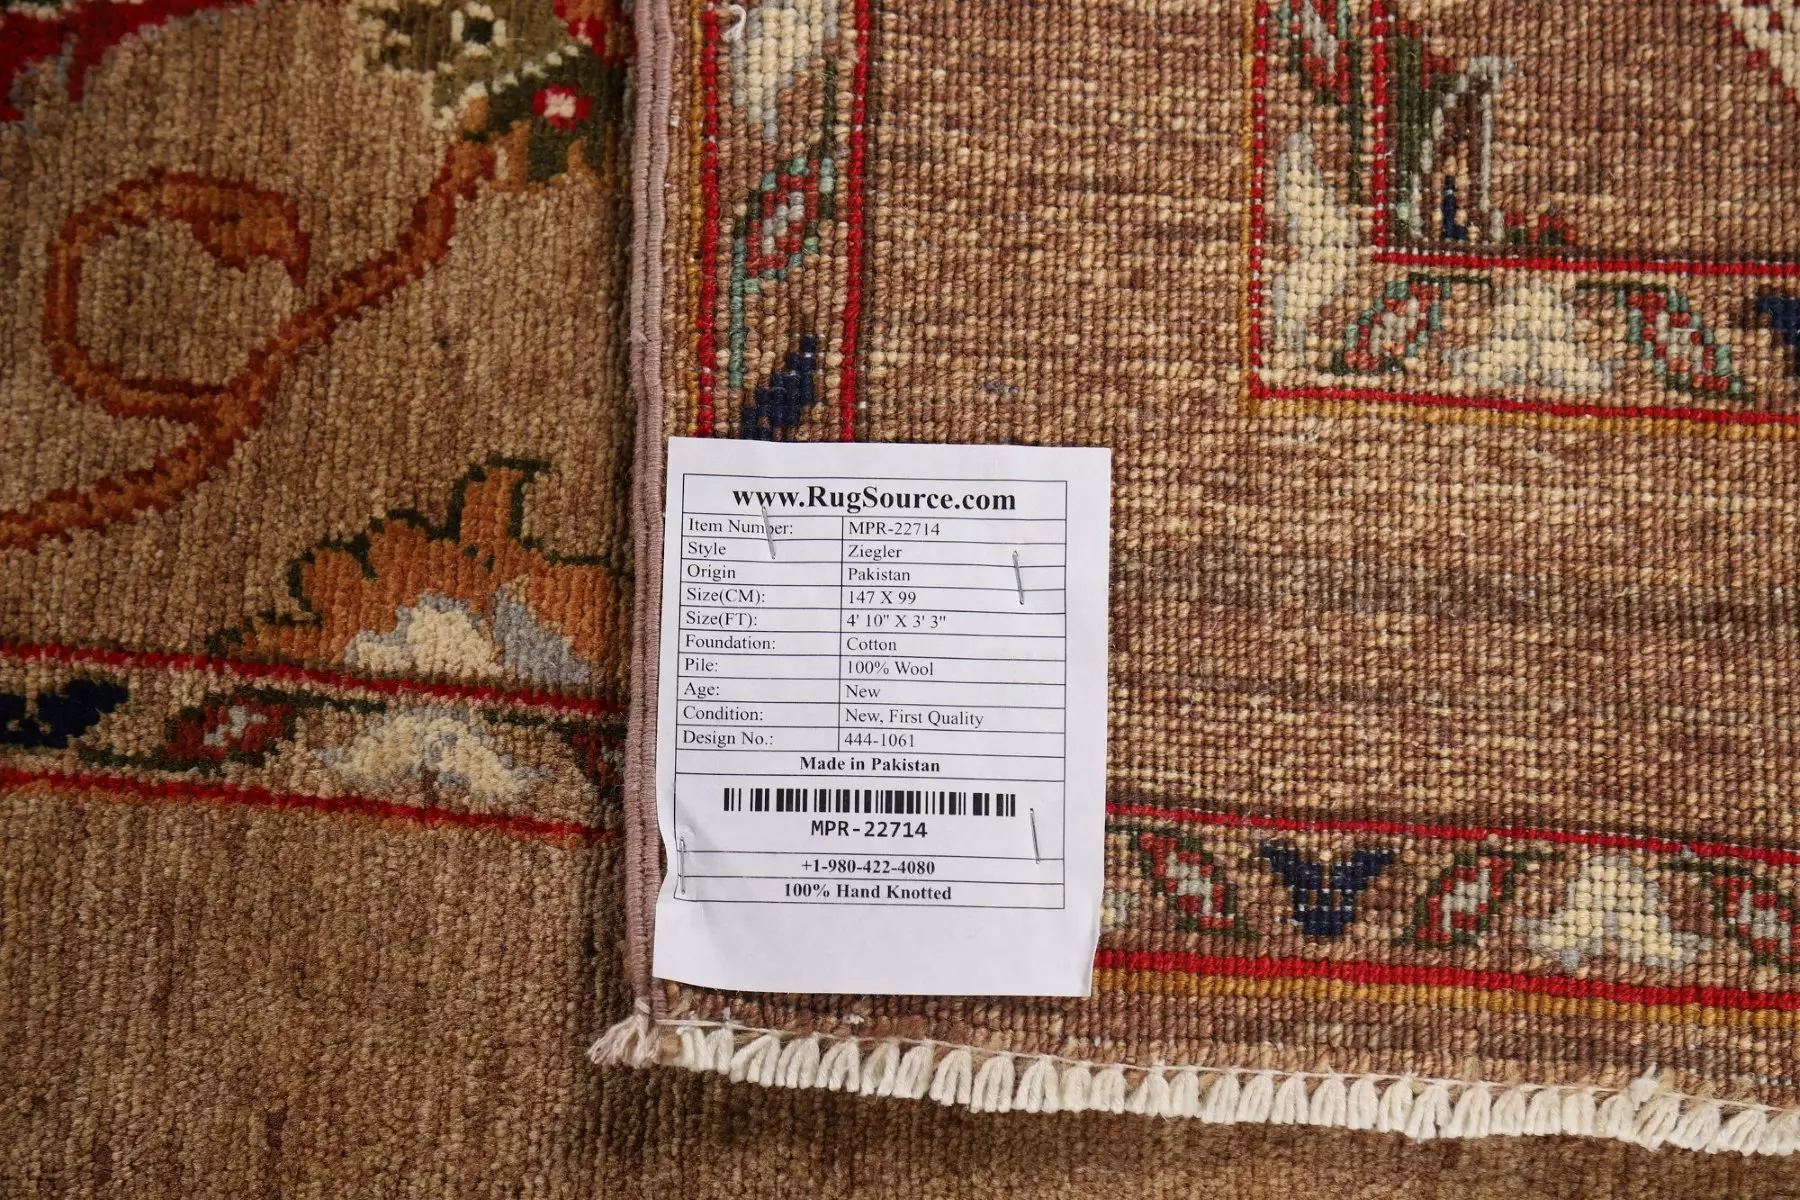 www.RugSource.com
Item Number: MPR-22714
Style Ziegler
Origin Pakistan
Size(CM): 147 X 99
Size(FT): 4' 10" X 3' 3"
Foundation: Cotton
Pile: 100% Wool
Age: New
Condition: New, First Quality
Design No.: 444-1061
Made in Pakistan
MPR-22714
+1-980-422-4080
100% Hand Knotted